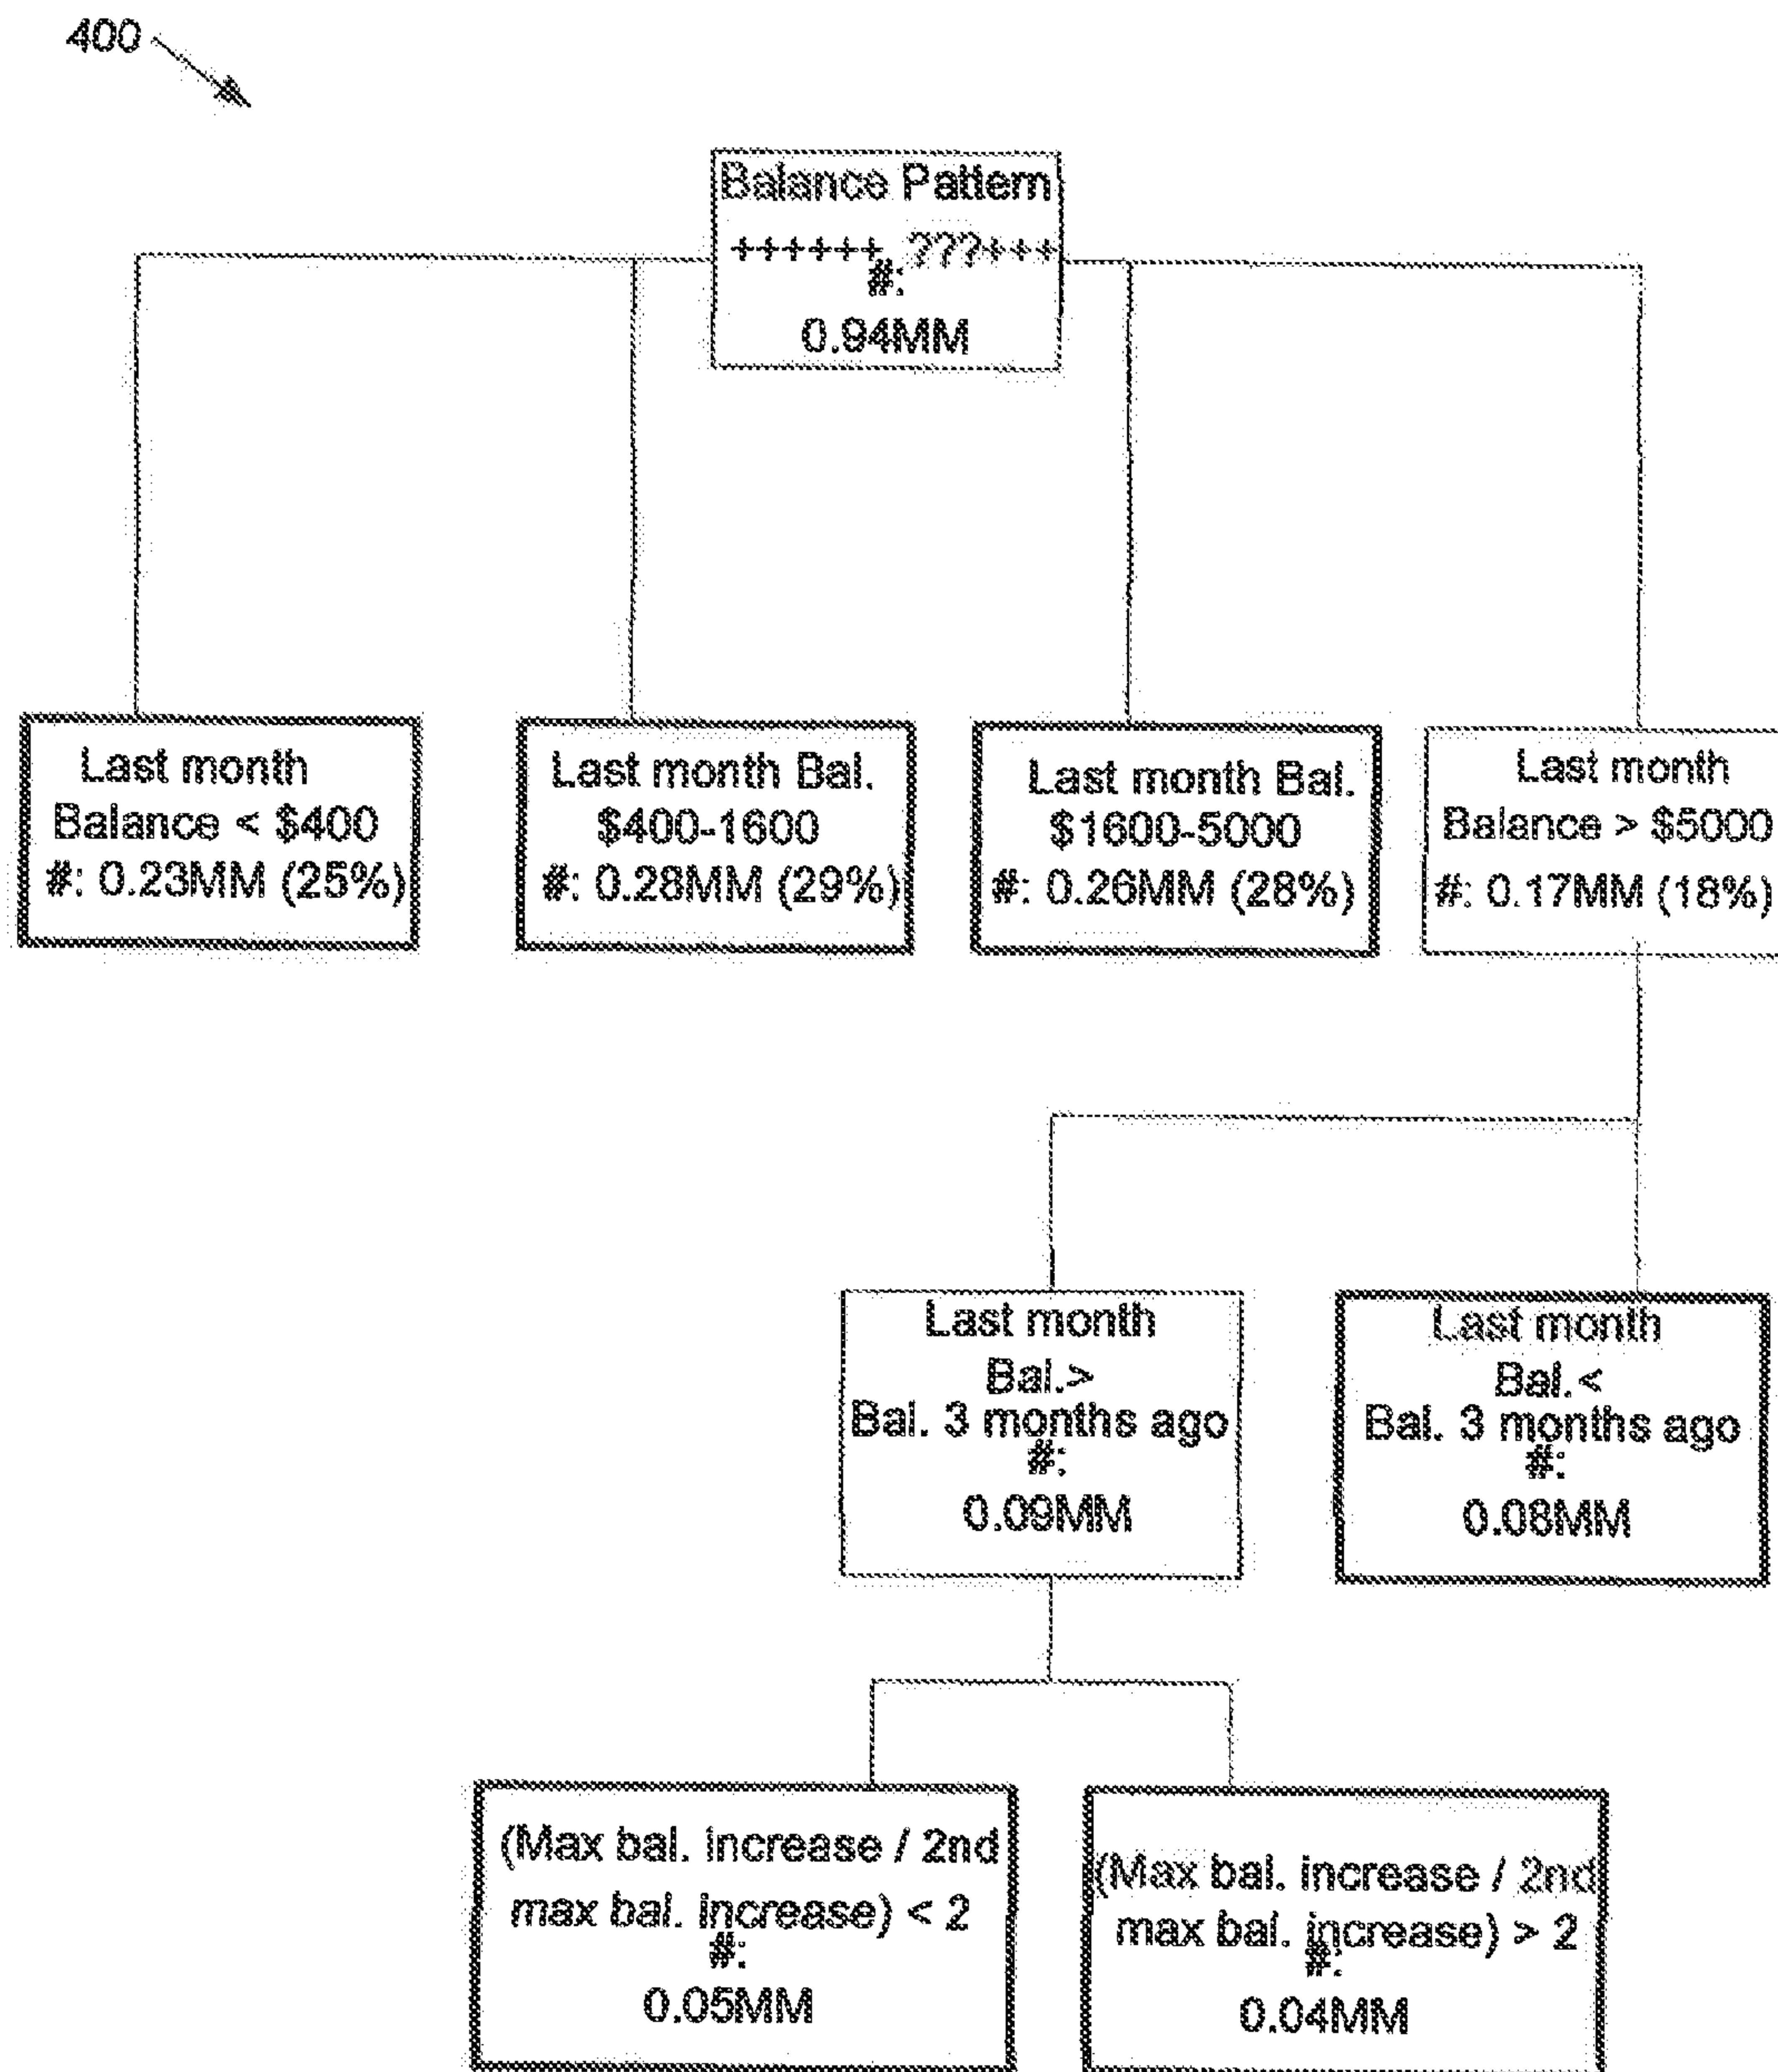 400
Balance Pattern
++++++ ???+++
#:
0.94MM
Last month
Balance < $400
#: 0.23MM (25%)
Last month Bal.
$400-1600
#: 0.28MM (29%)
Last month Bal.
$1600-5000
#: 0.26MM (28%)
Last month
Balance > $5000
#: 0.17MM (18%)
Last month
Bal.>
Bal. 3 months ago
#:
0.09MM
Last month
Bal.<
Bal. 3 months ago
#:
0.08MM
(Max bal. increase / 2nd
max bal. increase) < 2
#:
0.05MM
(Max bal. increase / 2nd
max bal. increase) > 2
#:
0.04MM